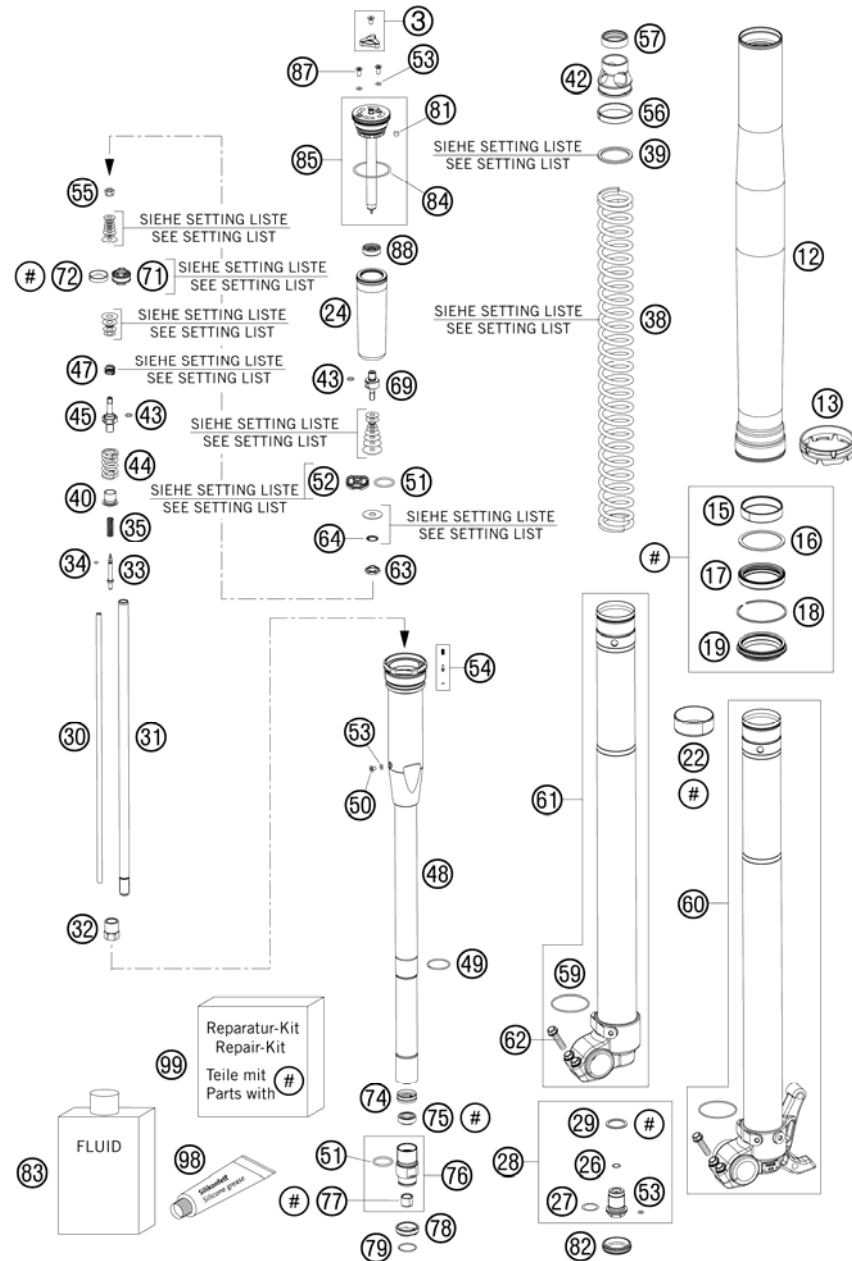 3
87
53
57
42
81
56
85
SIEHE SETTING LISTE
SEE SETTING LIST
39
84
55
SIEHE SETTING LISTE
SEE SETTING LIST
88
12
# 72 71
SIEHE SETTING LISTE
SEE SETTING LIST
24
SIEHE SETTING LISTE
SEE SETTING LIST
SIEHE SETTING LISTE
SEE SETTING LIST
38
47
SIEHE SETTING LISTE
SEE SETTING LIST
43
69
45
43
13
SIEHE SETTING LISTE
SEE SETTING LIST
44
40
SIEHE SETTING LISTE
SEE SETTING LIST
52
51
15
35
SIEHE SETTING LISTE
SEE SETTING LIST
16
64
#
34
33
63
17
18
19
54
30
31
53
50
22
#
61
48
60
32
49
59
62
99
Reparatur-Kit
Repair-Kit
Teile mit
Parts with #
74
75 #
29 #
83
FLUID
98
Silikonfett
Silicone grease
51
76
28
26
# 77
27
53
78
79
82